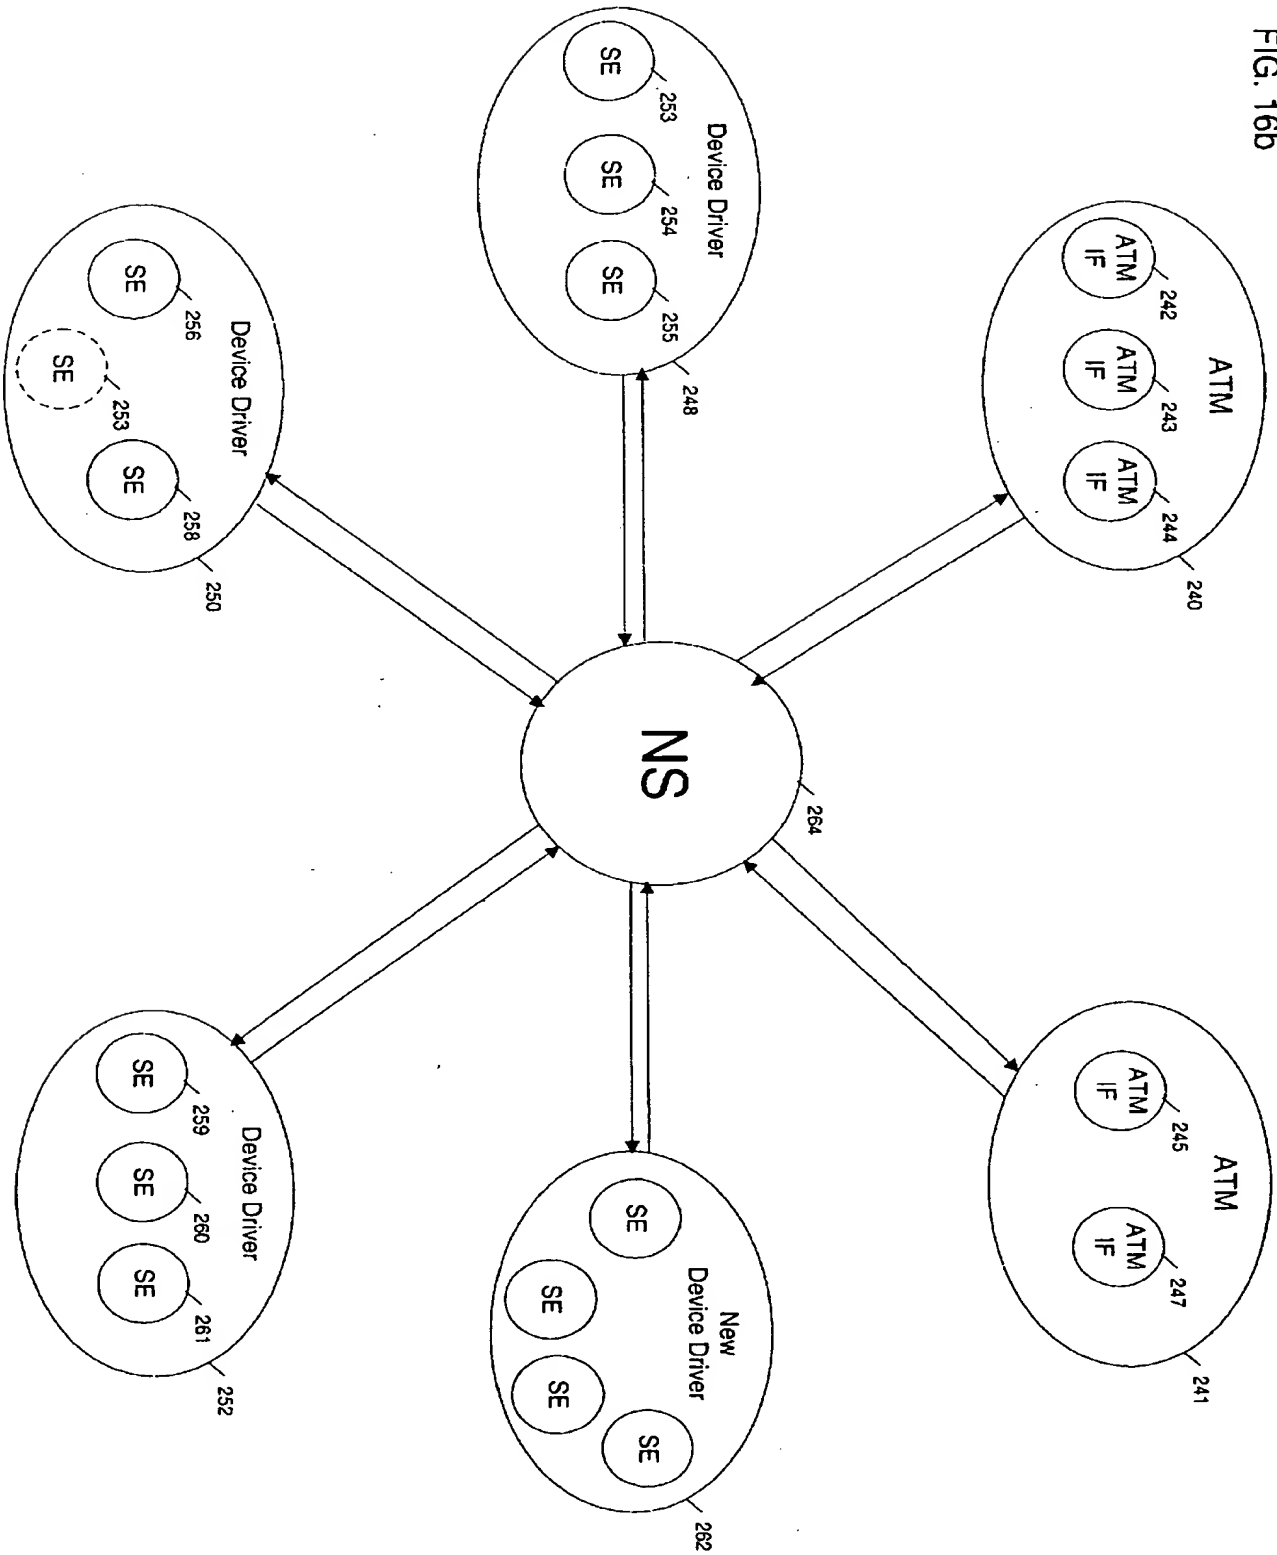 FIG. 16b
ATM
ATM
IF
242
ATM
IF
243
ATM
IF
244
240
ATM
ATM
IF
245
ATM
IF
247
241
Device Driver
SE
253
SE
254
SE
255
248
NS
264
New
Device Driver
SE
SE
SE
SE
262
Device Driver
SE
256
SE
253
SE
258
250
Device Driver
SE
259
SE
260
SE
261
252